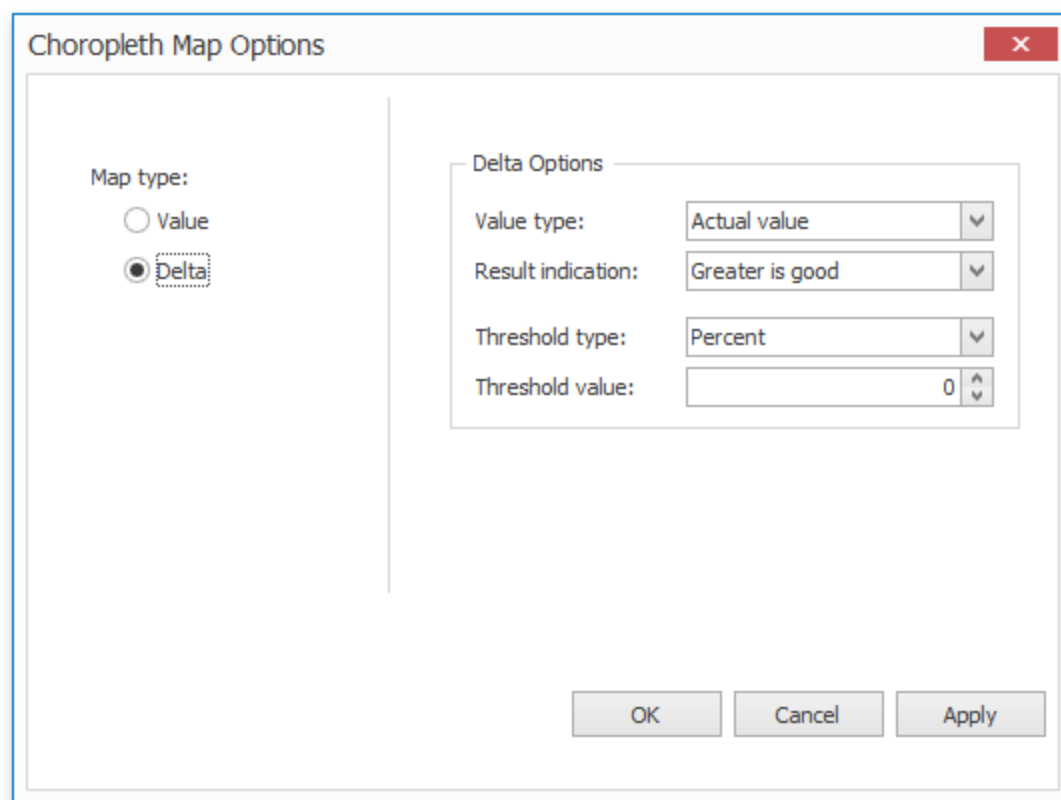 Choropleth Map Options
Map type:
Value
Delta
Delta Options
Value type: Actual value
Result indication: Greater is good
Threshold type: Percent
Threshold value: 0
OK Cancel Apply